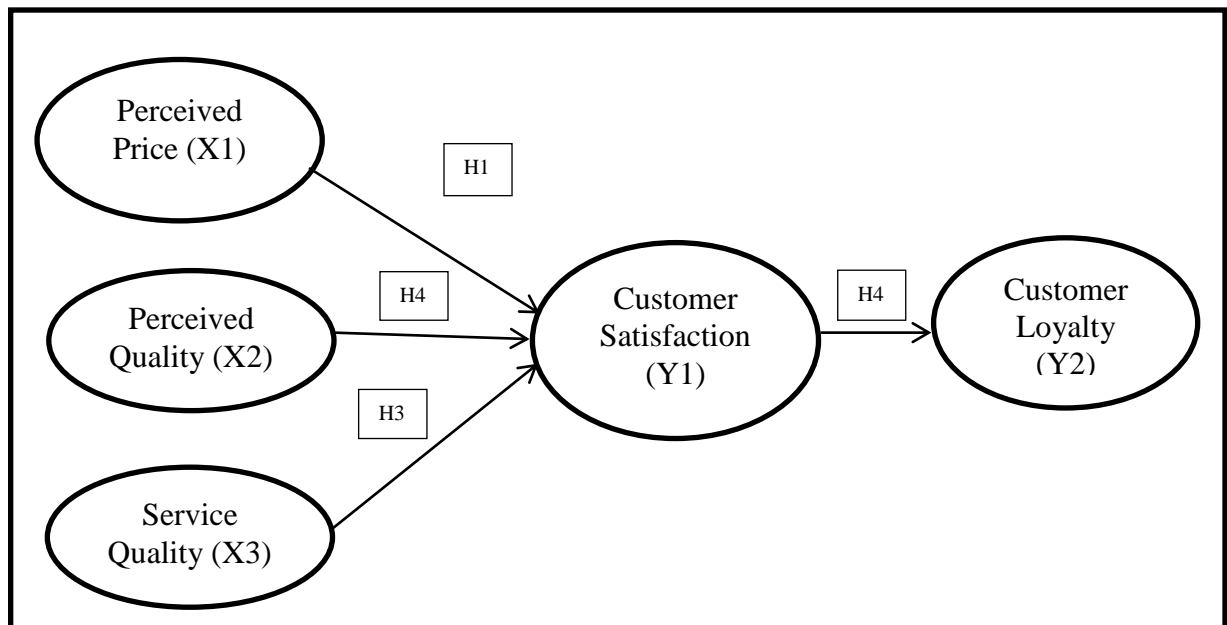 Perceived
Price (X1)
H1
Perceived
Quality (X2)
H4
Service
Quality (X3)
H3
Customer
Satisfaction
(Y1)
H4
Customer
Loyalty
(Y2)